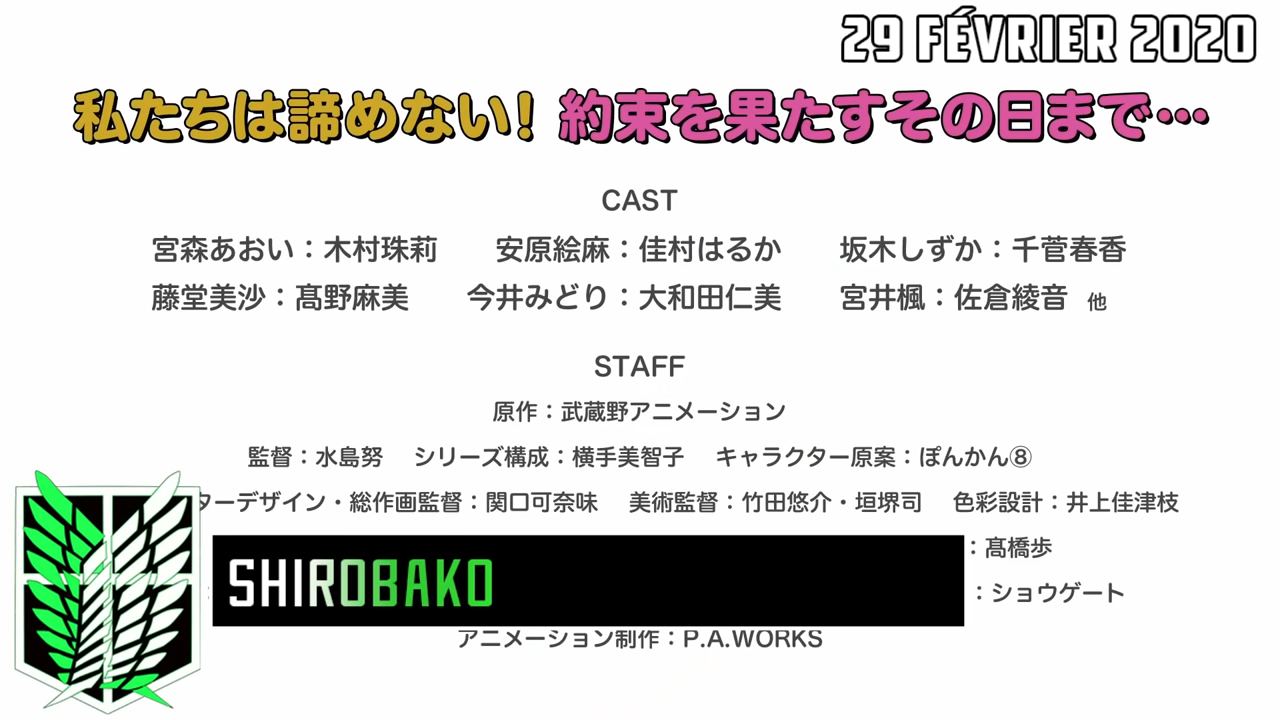 29 FÉVRIER 2020
私たちは諦めない! 約束を果たすその日まで…
CAST
宮森あおい：木村珠莉 安原絵麻：佳村はるか 坂木しずか：千菅春香
藤堂美沙：髙野麻美 今井みどり：大和田仁美 宮井楓：佐倉綾音 他
STAFF
原作：武蔵野アニメーション
監督：水島努 シリーズ構成：横手美智子 キャラクター原案：ぽんかん⑧
ターデザイン・総作画監督：関口可奈味 美術監督：竹田悠介・垣堺司 色彩設計：井上佳津枝
：髙橋歩
SHIROBAKO
：ショウゲート
アニメーション制作：P.A.WORKS